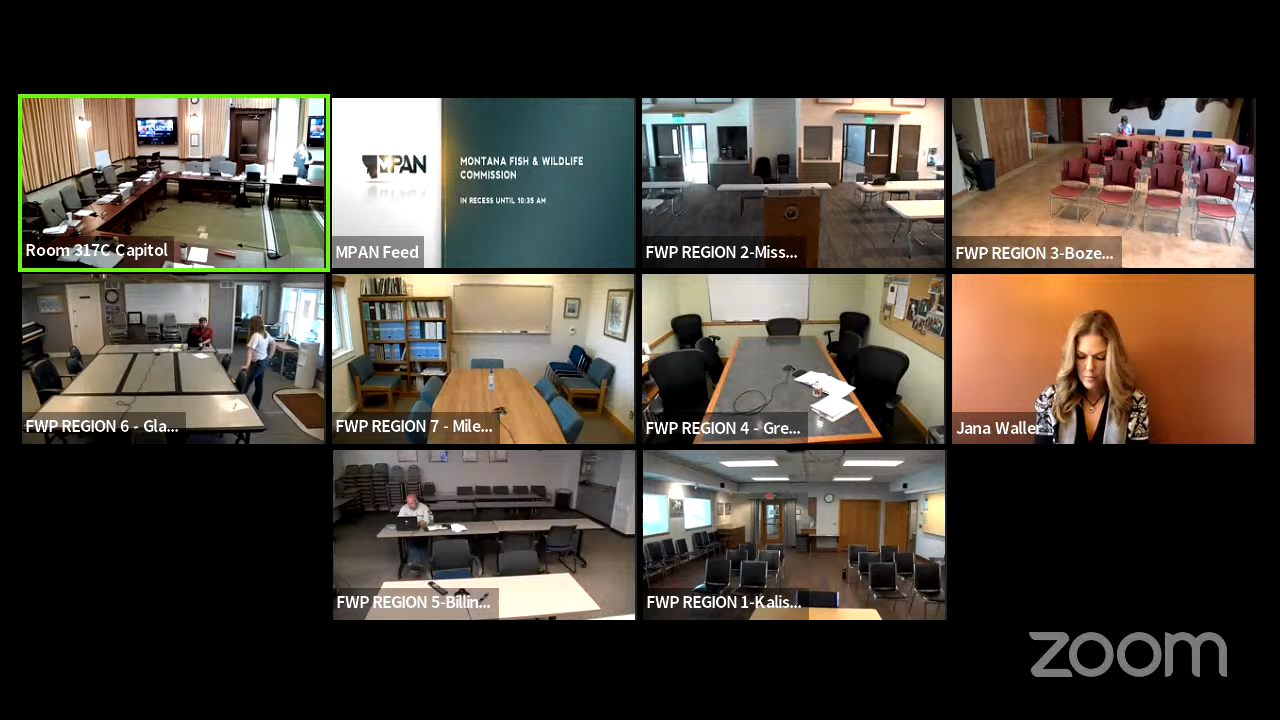 Room 317C Capitol
MPAN
MONTANA FISH & WILDLIFE
COMMISSION
IN RECESS UNTIL 10:35 AM
MPAN Feed
FWP REGION 2-Miss...
FWP REGION 3-Boze...
FWP REGION 6 - Gla...
FWP REGION 7 - Mile...
FWP REGION 4 - Gre...
Jana Waller
FWP REGION 5-Billin...
FWP REGION 1-Kalis...
zoom